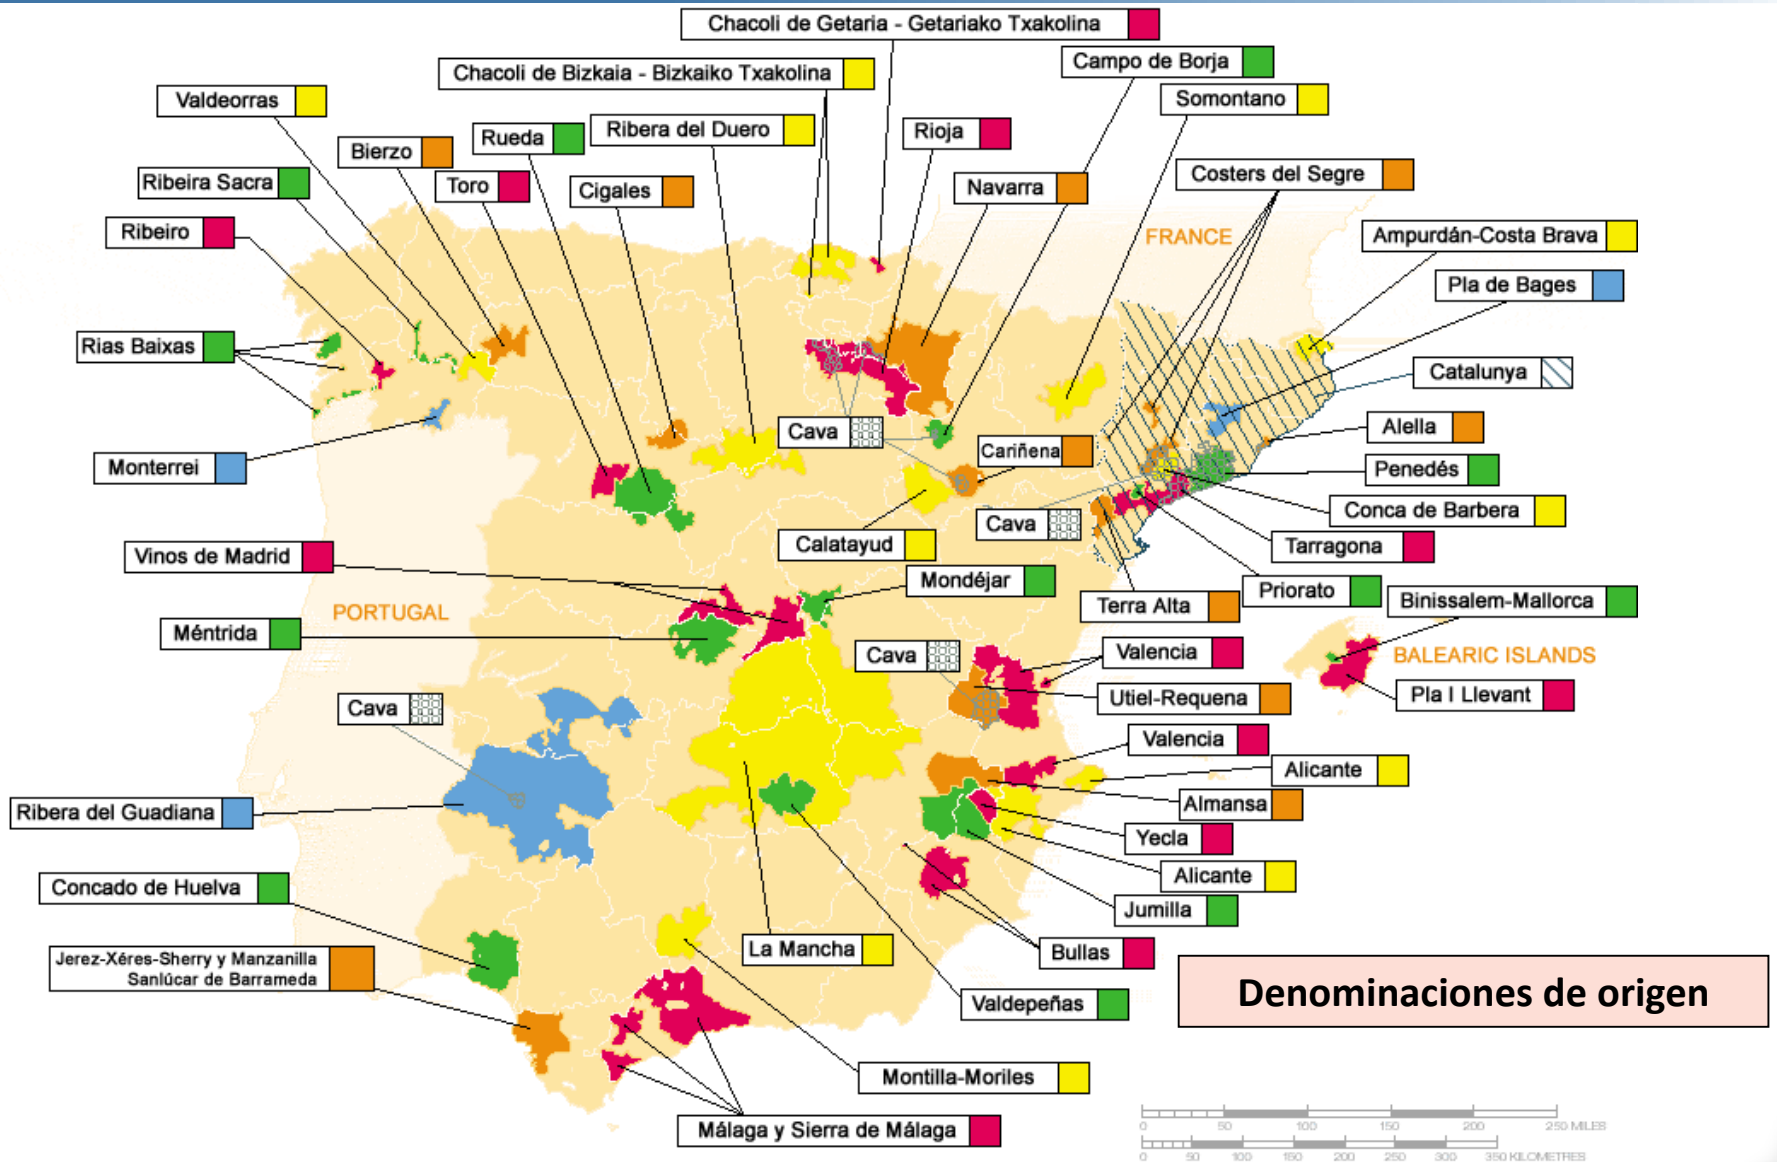 Chacoli de Getaria - Getariako Txakolina
Campo de Borja
Chacoli de Bizkaia - Bizkaiko Txakolina
Somontano
Valdeorras
Ribera del Duero
Rioja
Rueda
Bierzo
Costers del Segre
Ribeira Sacra
Toro
Cigales
Navarra
Ribeiro
FRANCE
Ampurdán-Costa Brava
Pla de Bages
Rias Baixas
Catalunya
Alella
Cava
Cariñena
Monterrei
Penedés
Conca de Barbera
Cava
Calatayud
Tarragona
Vinos de Madrid
Mondéjar
Priorato
Terra Alta
Binissalem-Mallorca
PORTUGAL
Méntrida
Cava
Valencia
BALEARIC ISLANDS
Utiel-Requena
Pla I Llevant
Cava
Valencia
Alicante
Ribera del Guadiana
Almansa
Yecla
Alicante
Concado de Huelva
Jumilla
La Mancha
Bullas
Jerez-Xéres-Sherry y Manzanilla
Sanlúcar de Barrameda
Denominaciones de origen
Valdepeñas
Montilla-Moriles
Málaga y Sierra de Málaga
0 50 100 150 200 250 MILES
0 50 100 150 200 250 300 350 KILOMETRES